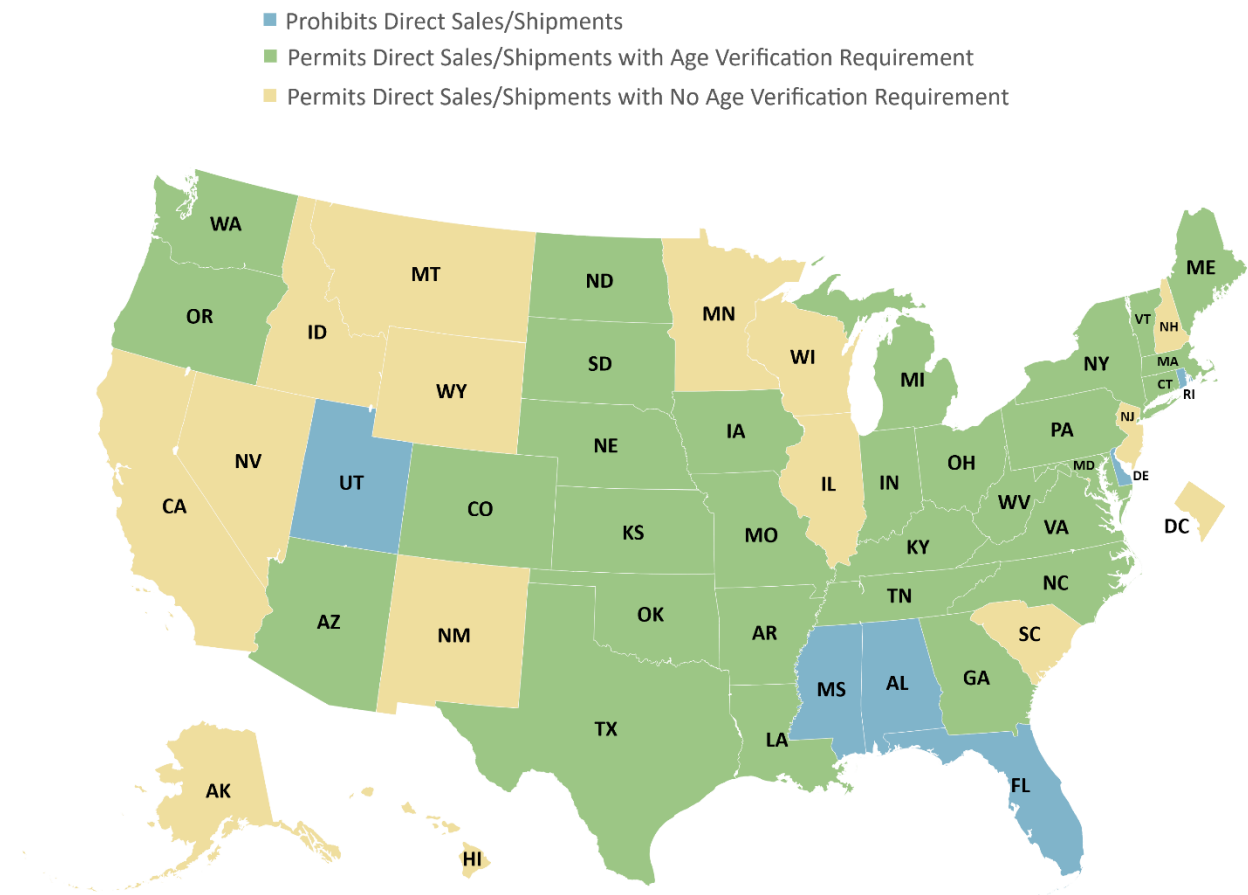 Prohibits Direct Sales/Shipments
Permits Direct Sales/Shipments with Age Verification Requirement
Permits Direct Sales/Shipments with No Age Verification Requirement
WA
MT
ND
MN
ME
OR
ID
SD
WI
VT
NH
MI
NY
MA
CT
RI
WY
NE
IA
PA
NJ
NV
UT
CO
IL
IN
OH
MD
DE
CA
KS
MO
WV
VA
DC
KY
AZ
NM
OK
AR
TN
NC
SC
MS
AL
GA
TX
LA
AK
FL
HI